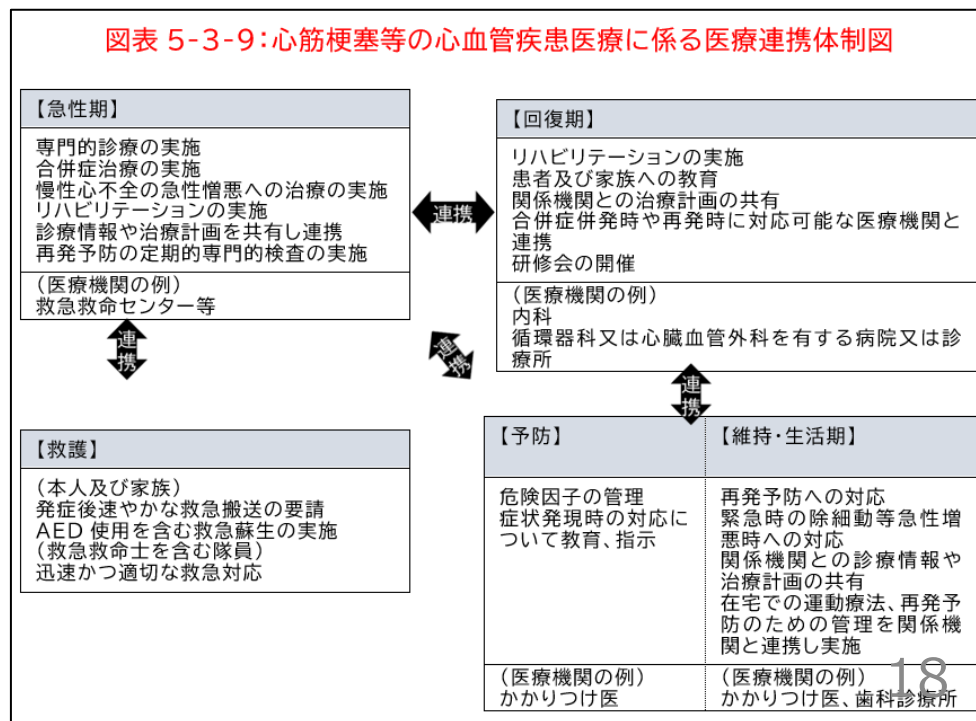 図表 5-3-9:心筋梗塞等の心血管疾患医療に係る医療連携体制図
【急性期】
専門的診療の実施
合併症治療の実施
慢性心不全の急性憎悪への治療の実施
リハビリテーションの実施
診療情報や治療計画を共有し連携
再発予防の定期的専門的検査の実施
(医療機関の例)
救急救命センター等
連携
【回復期】
リハビリテーションの実施
患者及び家族への教育
関係機関との治療計画の共有
合併症併発時や再発時に対応可能な医療機関と
連携
研修会の開催
(医療機関の例)
内科
循環器科又は心臓血管外科を有する病院又は診
療所
連携
連携
連携
【救護】
(本人及び家族)
発症後速やかな救急搬送の要請
AED 使用を含む救急蘇生の実施
(救急救命士を含む隊員)
迅速かつ適切な救急対応
【予防】
危険因子の管理
症状発現時の対応に
ついて教育、指示
(医療機関の例)
かかりつけ医
【維持・生活期】
再発予防への対応
緊急時の除細動等急性増
悪時への対応
関係機関との診療情報や
治療計画の共有
在宅での運動療法、再発予
防のための管理を関係機
関と連携し実施
(医療機関の例)
かかりつけ医、歯科診療所
18